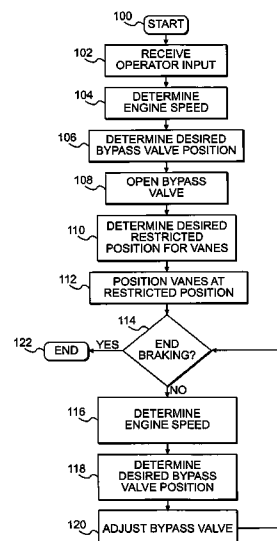 100
START
102
RECEIVE
OPERATOR INPUT
104
DETERMINE
ENGINE SPEED
106
DETERMINE DESIRED
BYPASS VALVE POSITION
108
OPEN BYPASS
VALVE
110
DETERMINE DESIRED
RESTRICTED
POSITION FOR VANES
112
POSITION VANES AT
RESTRICTED POSITION
114
END
BRAKING?
YES
122
END
NO
116
DETERMINE
ENGINE SPEED
118
DETERMINE
DESIRED BYPASS
VALVE POSITION
120
ADJUST BYPASS VALVE